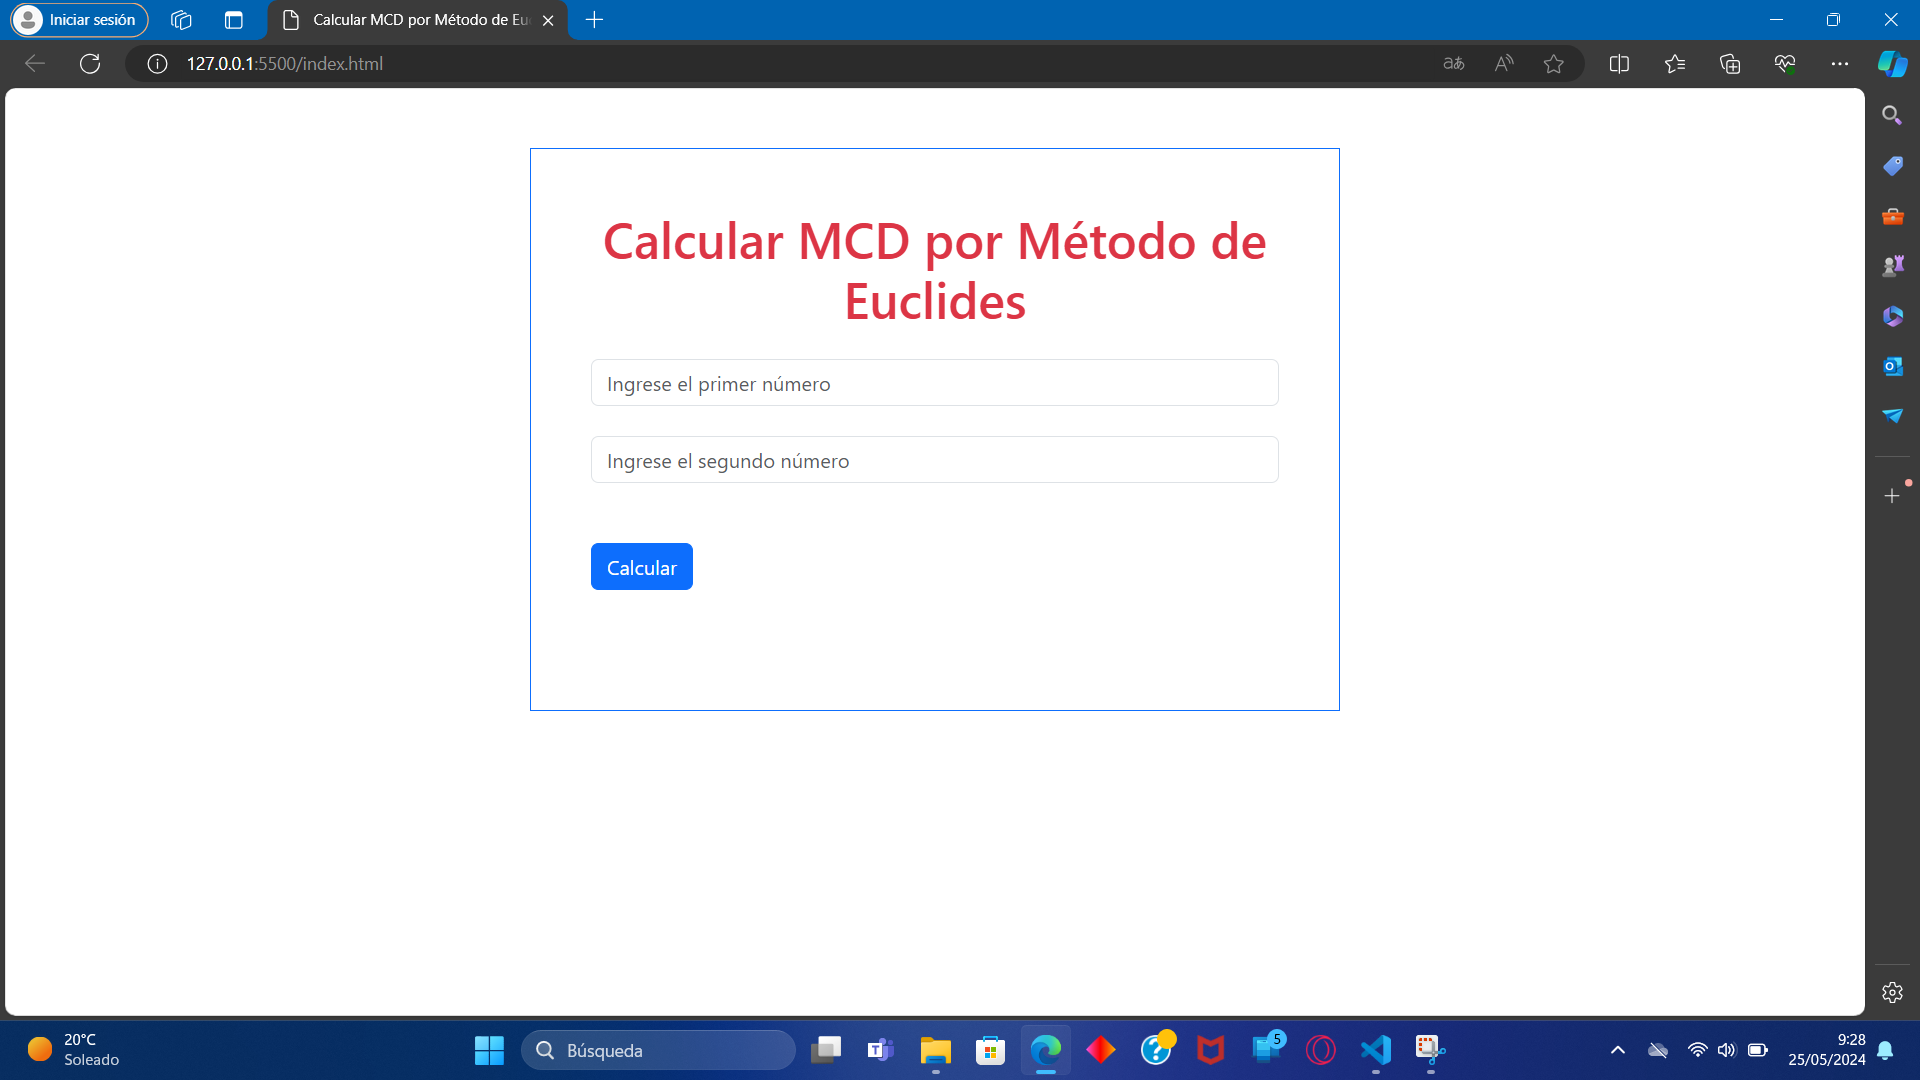 Iniciar sesión
Calcular MCD por Método de Eu
127.0.0.1:5500/index.html
Calcular MCD por Método de
Euclides
Ingrese el primer número
Ingrese el segundo número
Calcular
20°C
Soleado
Búsqueda
5
9:28
25/05/2024